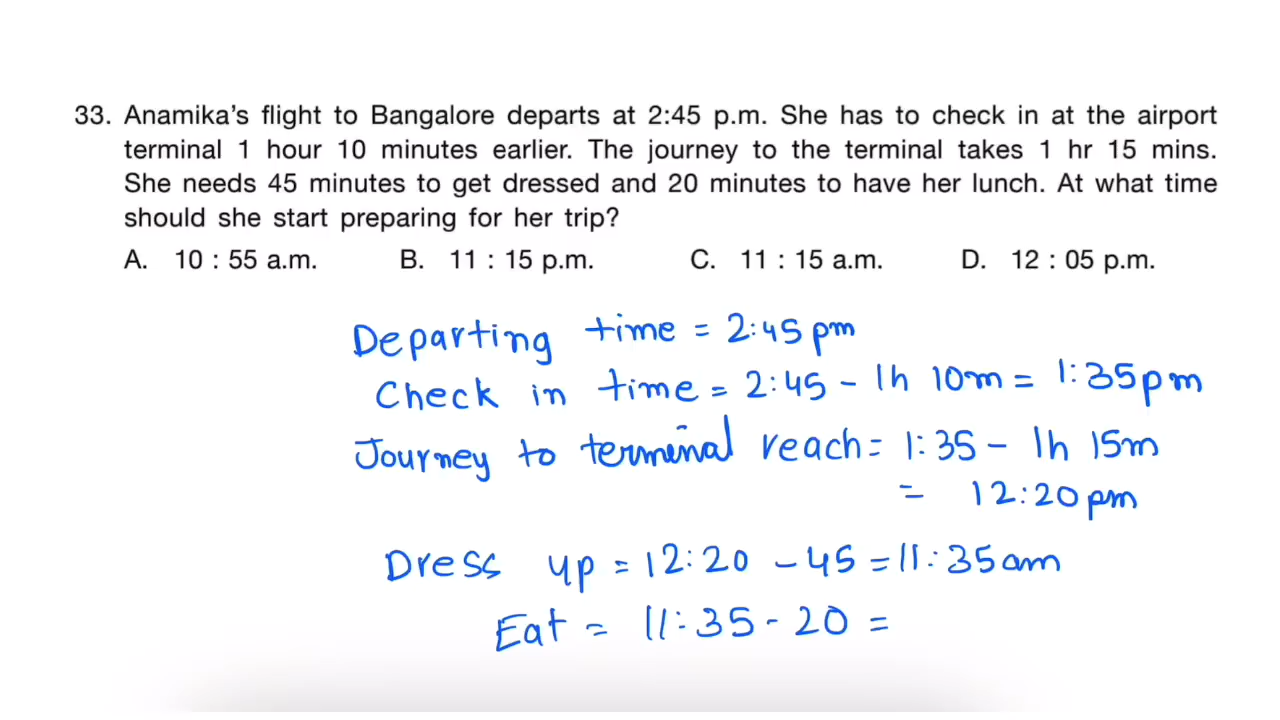 33. Anamika's flight to Bangalore departs at 2:45 p.m. She has to check in at the airport
terminal 1 hour 10 minutes earlier. The journey to the terminal takes 1 hr 15 mins.
She needs 45 minutes to get dressed and 20 minutes to have her lunch. At what time
should she start preparing for her trip?
A. 10 : 55 a.m. B. 11 : 15 p.m. C. 11 : 15 a.m. D. 12 : 05 p.m.
Departing time = 2:45 pm
Check in time = 2:45 - 1h 10m = 1:35pm
Journey to terminal reach = 1:35 - 1h 15m
= 12:20 pm
Dress up = 12:20 - 45 = 11:35am
Eat = 11:35 - 20 =